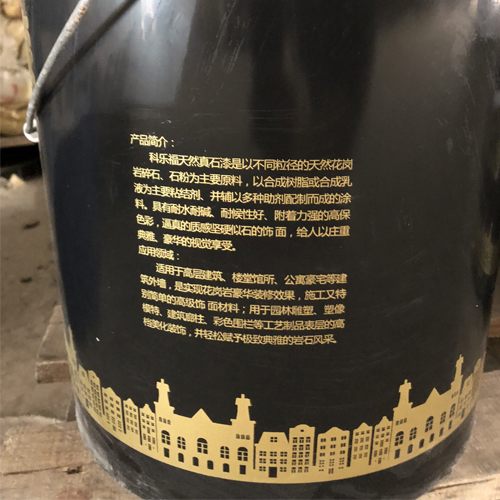 产品简介：
科乐福天然真石漆是以不同粒径的天然花岗
岩碎石、石粉为主要原料，以合成树脂或合成乳
液为主要粘结剂、并辅以多种助剂配制而成的涂
料。具有耐水耐碱、耐候性好、附着力强的高保
色彩，逼真的质感坚硬似石的饰面，给人以庄重
典雅、豪华的视觉享受。
应用领域：
适用于高层建筑、楼堂馆所、公寓豪宅等建
筑外墙，是实现花岗岩豪华装修效果，施工又特
别简单的高级饰面材料；用于园林雕塑、塑像
模特、建筑廊柱、彩色围栏等工艺制品表层的高
档美化装饰，并轻松赋予极致典雅的岩石风采。